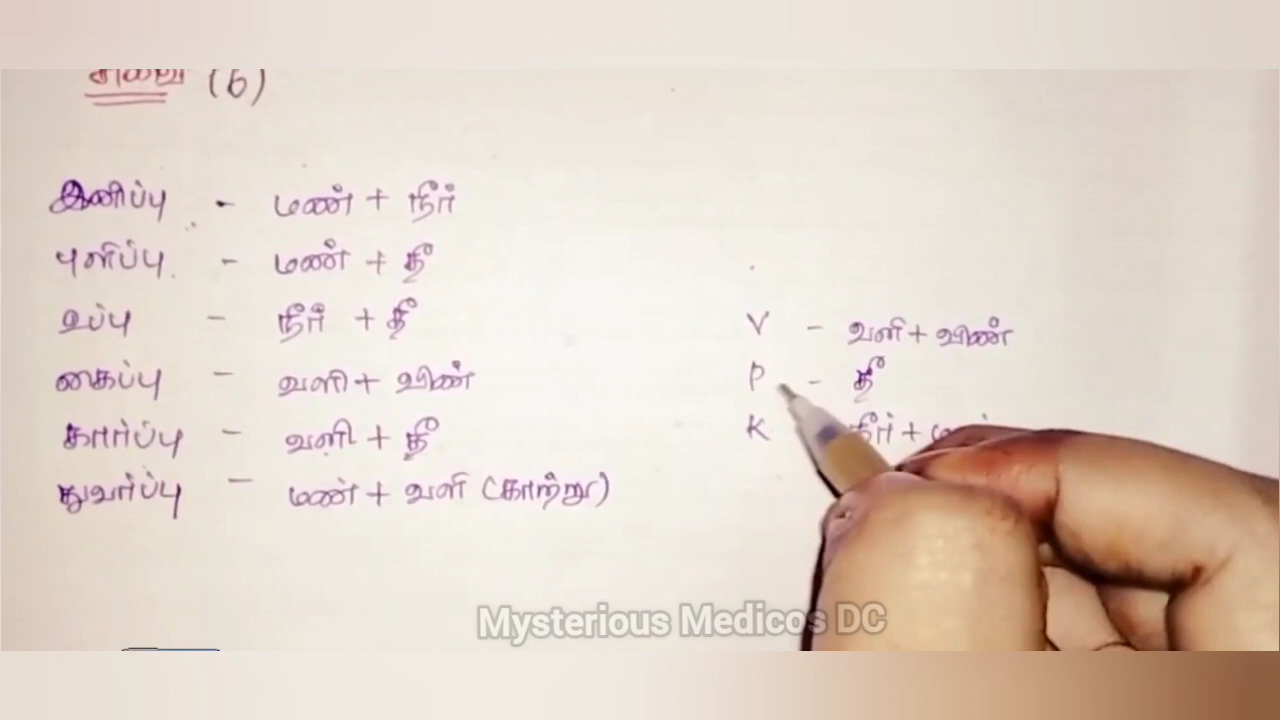 சுவை (6)
இனிப்பு - மண் + நீர்
புளிப்பு - மண் + தீ
உப்பு - நீர் + தீ
கைப்பு - வளி + விண்
கார்ப்பு - வளி + தீ
துவர்ப்பு - மண் + வளி (காற்று)
V - வளி + விண்
P - தீ
K நீர் +
Mysterious Medicos DC